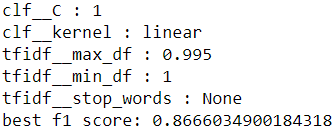 clf__C : 1
clf__kernel : linear
tfidf__max_df : 0.995
tfidf__min_df : 1
tfidf__stop_words : None
best f1 score: 0.8666034900184318